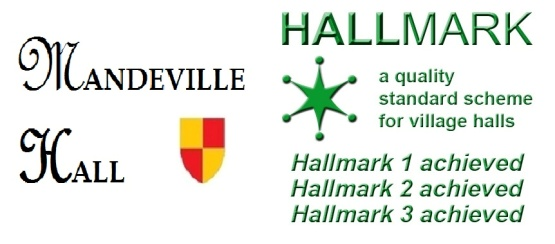 MANDEVILLE
HALL
HALLMARK
a quality
standard scheme
for village halls
Hallmark 1 achieved
Hallmark 2 achieved
Hallmark 3 achieved